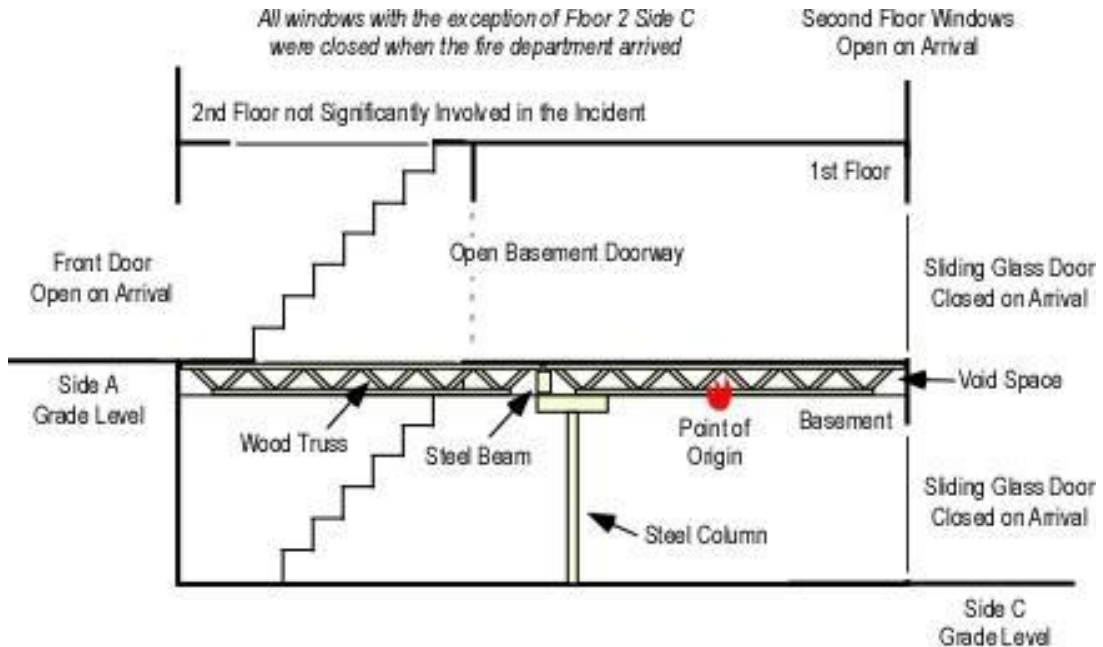 All windows with the exception of Floor 2 Side C
were closed when the fire department arrived
Second Floor Windows
Open on Arrival
2nd Floor not Significantly Involved in the Incident
1st Floor
Front Door
Open on Arrival
Open Basement Doorway
Sliding Glass Door
Closed on Arrival
Side A
Grade Level
Void Space
Wood Truss
Steel Beam
Point of
Origin
Basement
Sliding Glass Door
Closed on Arrival
Steel Column
Side C
Grade Level